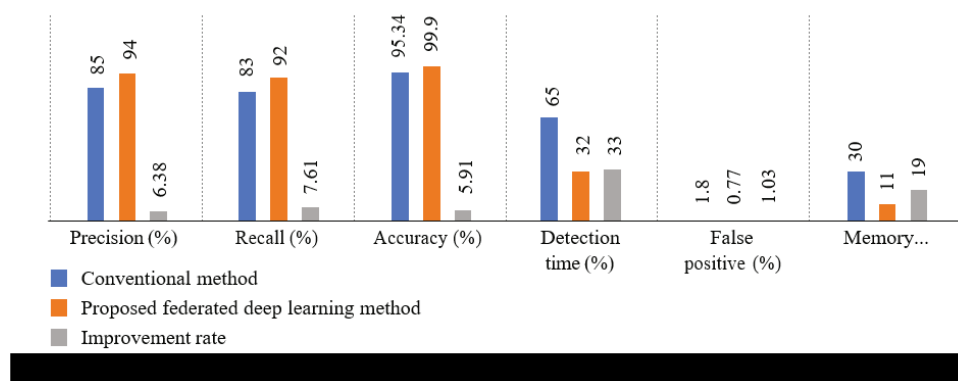 85
94
6.38
83
92
7.61
95.34
99.9
5.91
65
32
33
1.8
0.77
1.03
30
11
19
Precision (%)
Recall (%)
Accuracy (%)
Detection
time (%)
False
positive (%)
Memory...
Conventional method
Proposed federated deep learning method
Improvement rate